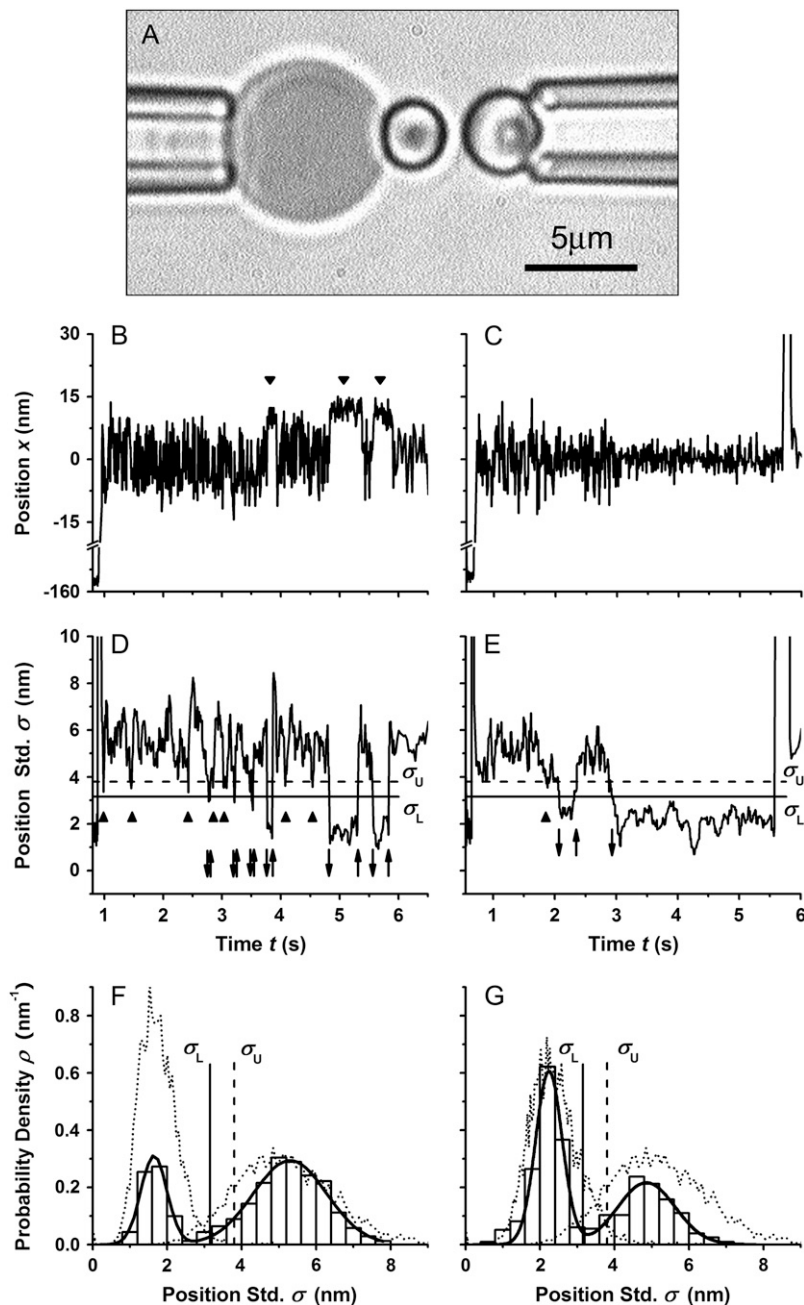 A
5μm
B
C
Position x (nm)
30
15
0
-15
-160
D
E
Position Std. σ (nm)
10
8
6
4
2
0
σU
σL
σU
σL
1 2 3 4 5 6
1 2 3 4 5 6
Time t (s)
Time t (s)
F
G
Probability Density ρ (nm⁻¹)
0.8
0.6
0.4
0.2
0.0
σL
σU
σL
σU
0 2 4 6 8
0 2 4 6 8
Position Std. σ (nm)
Position Std. σ (nm)